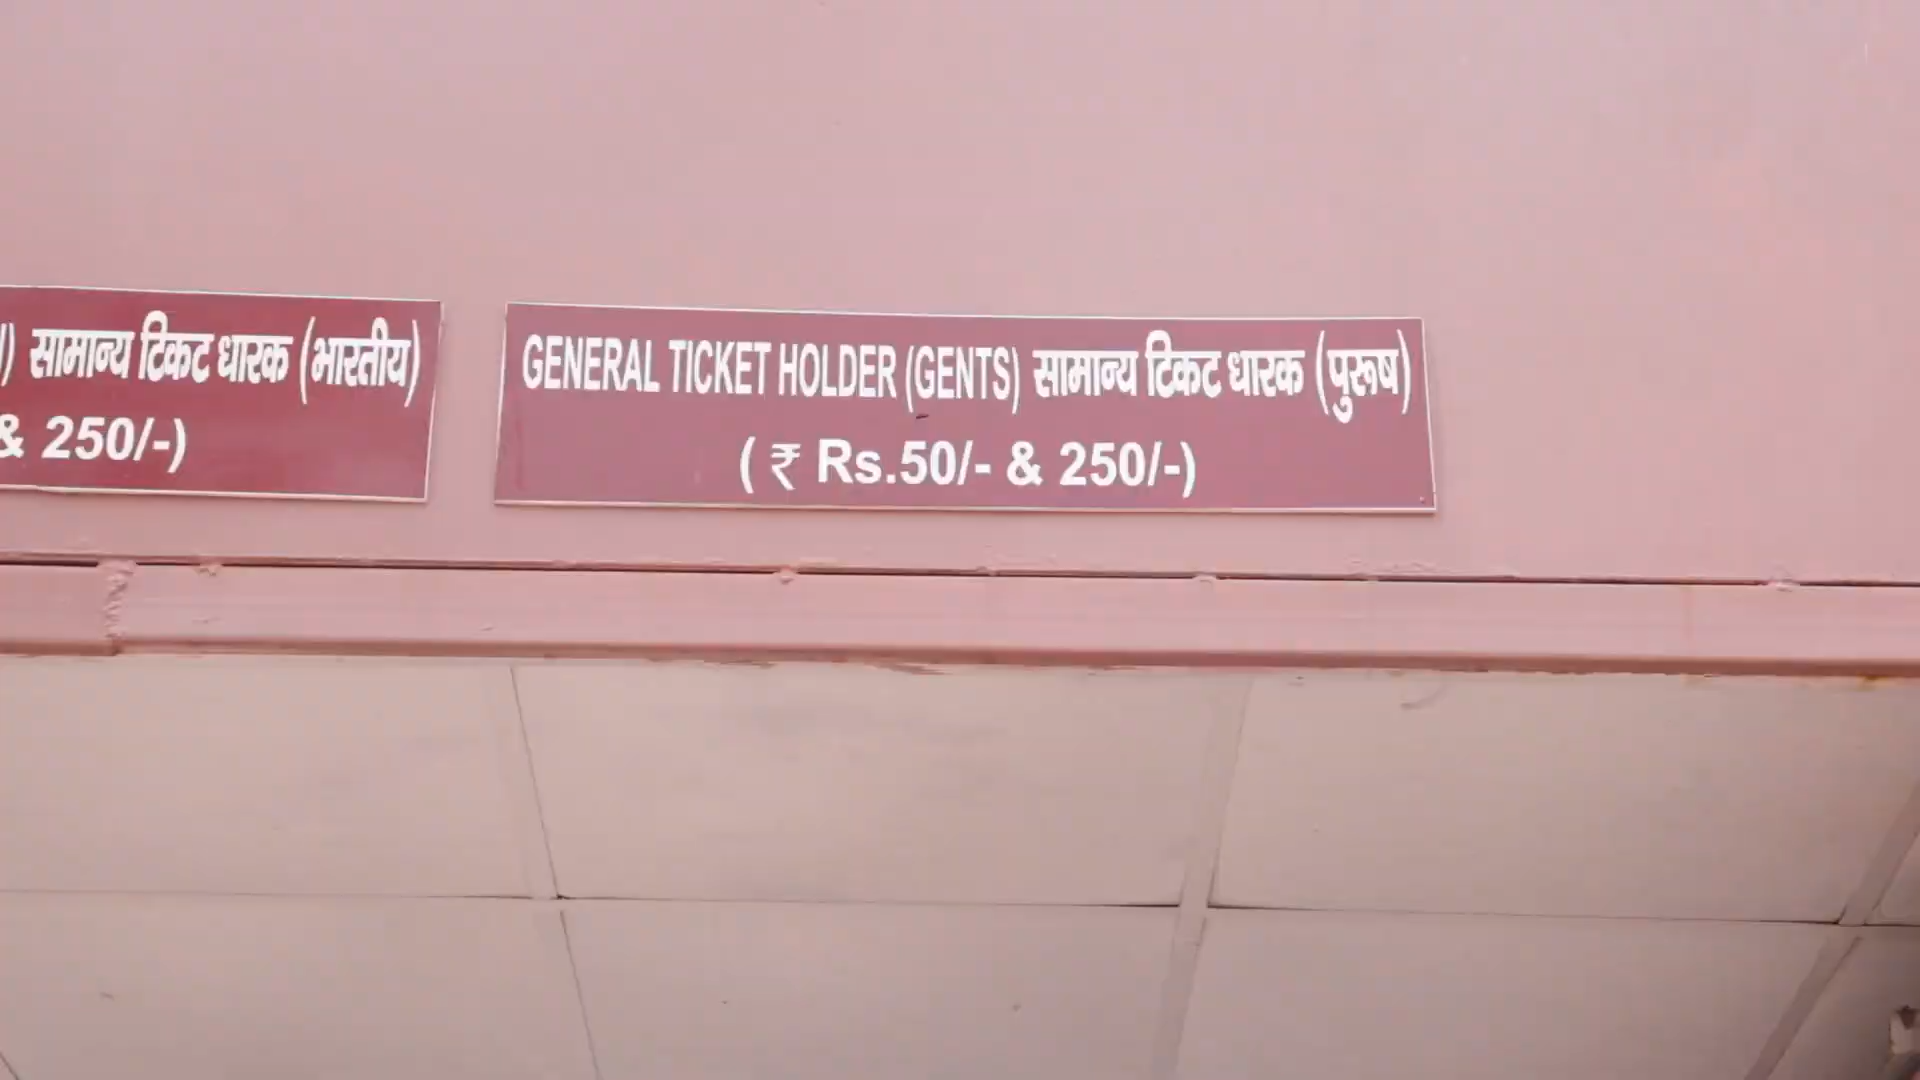 सामान्य टिकट धारक (भारतीय)
& 250/-)
GENERAL TICKET HOLDER (GENTS) सामान्य टिकट धारक (पुरूष)
( ₹ Rs.50/- & 250/-)